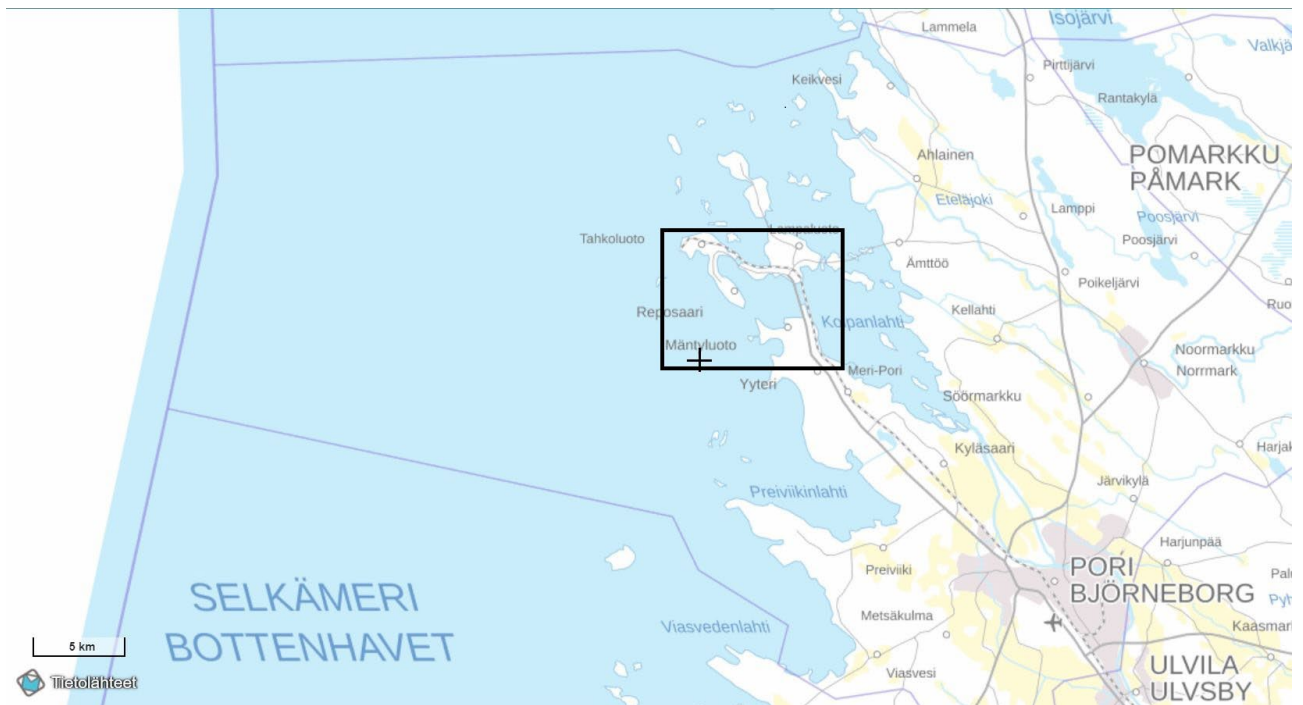 Lammela
Isojärvi
Valkjä
Pirttijärvi
Keikvesi
Rantakylä
Ahlainen
POMARKKU
PÅMARK
Eteläjoki
Lamppi
Poosjärvi
Poosjärvi
Tahkoluoto
Lampaluoto
Ämttöö
Poikeljärvi
Ruo
Reposaari
Kolpanlahti
Kellahti
Mäntyluoto
Noormarkku
Norrmark
Yyteri
Meri-Pori
Söörmarkku
Kyläsaari
Harjak
Preiviikinlahti
Järvikylä
Harjunpää
Preiviiki
PORI
BJÖRNEBORG
Palu
Pyh
SELKÄMERI
BOTTENHAVET
Metsäkulma
Viasvedenlahti
Kaasmar
5 km
Viasvesi
ULVILA
ULVSBY
Tietolähteet